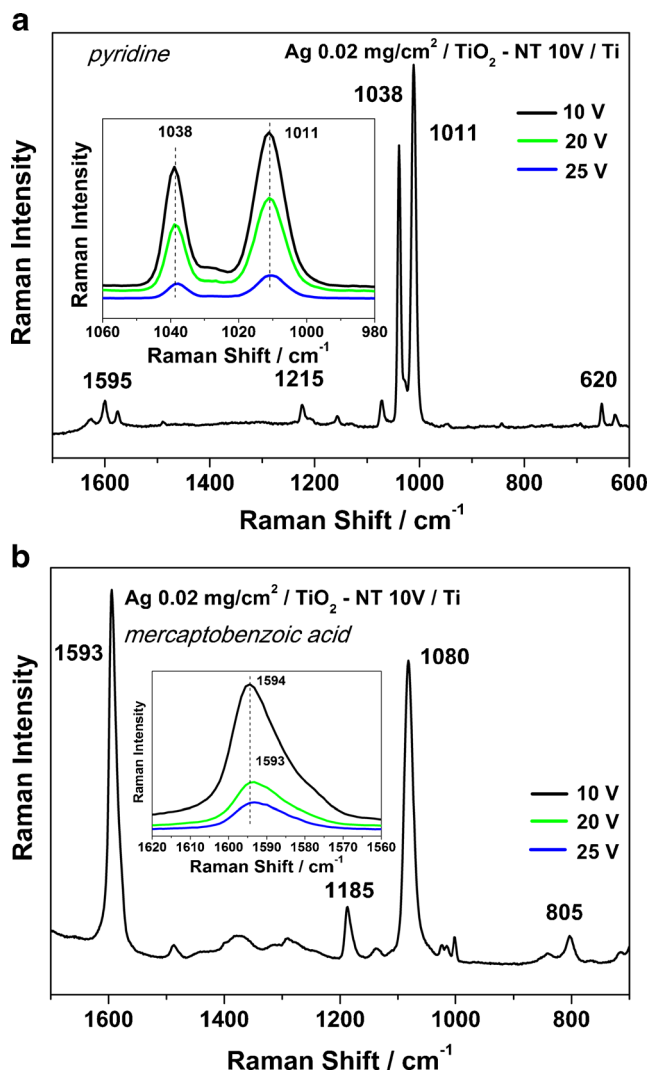 a
pyridine
Ag 0.02 mg/cm² / TiO₂ - NT 10V / Ti
1038
1011
10 V
20 V
25 V
1038
1011
Raman Intensity
1060 1040 1020 1000 980
Raman Shift / cm⁻¹
1595
1215
620
Raman Intensity
1600 1400 1200 1000 800 600
Raman Shift / cm⁻¹
b
Ag 0.02 mg/cm² / TiO₂ - NT 10V / Ti
mercaptobenzoic acid
1593
1080
1594
1593
Raman Intensity
1620 1610 1600 1590 1580 1570 1560
Raman Shift / cm⁻¹
10 V
20 V
25 V
1185
805
Raman Intensity
1600 1400 1200 1000 800
Raman Shift / cm⁻¹